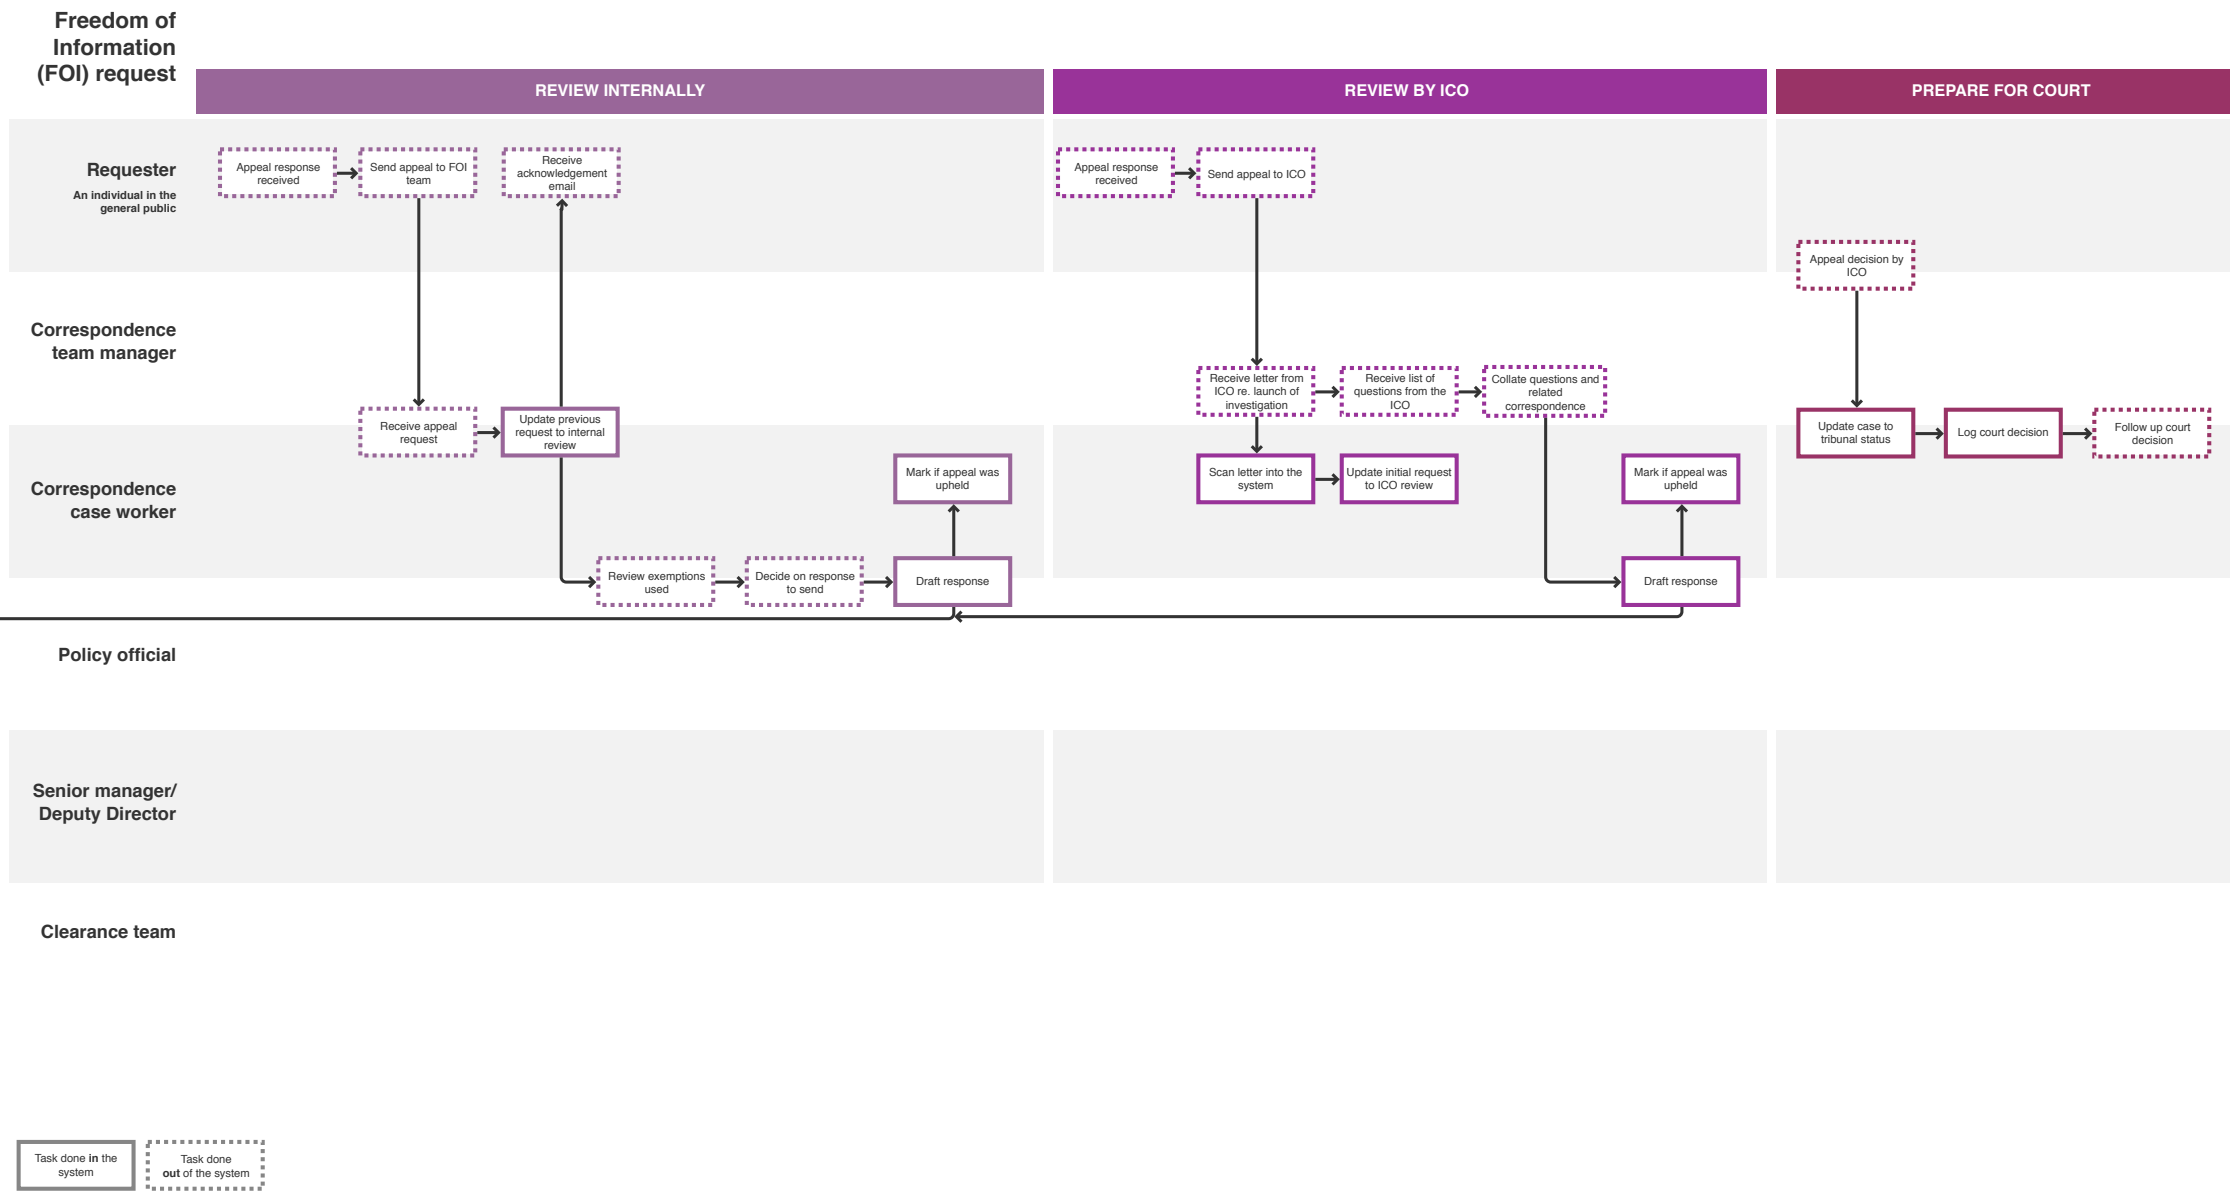 Freedom of
Information
(FOI) request
REVIEW INTERNALLY
REVIEW BY ICO
PREPARE FOR COURT
Requester
An individual in the
general public
Appeal response
received
Send appeal to FOI
team
Receive
acknowledgement
email
Appeal response
received
Send appeal to ICO
Appeal decision by
ICO
Correspondence
team manager
Receive letter from
ICO re. launch of
investigation
Receive list of
questions from the
ICO
Collate questions and
related
correspondence
Receive appeal
request
Update previous
request to internal
review
Update case to
tribunal status
Log court decision
Follow up court
decision
Correspondence
case worker
Mark if appeal was
upheld
Scan letter into the
system
Update initial request
to ICO review
Mark if appeal was
upheld
Review exemptions
used
Decide on response
to send
Draft response
Draft response
Policy official
Senior manager/
Deputy Director
Clearance team
Task done in the
system
Task done
out of the system